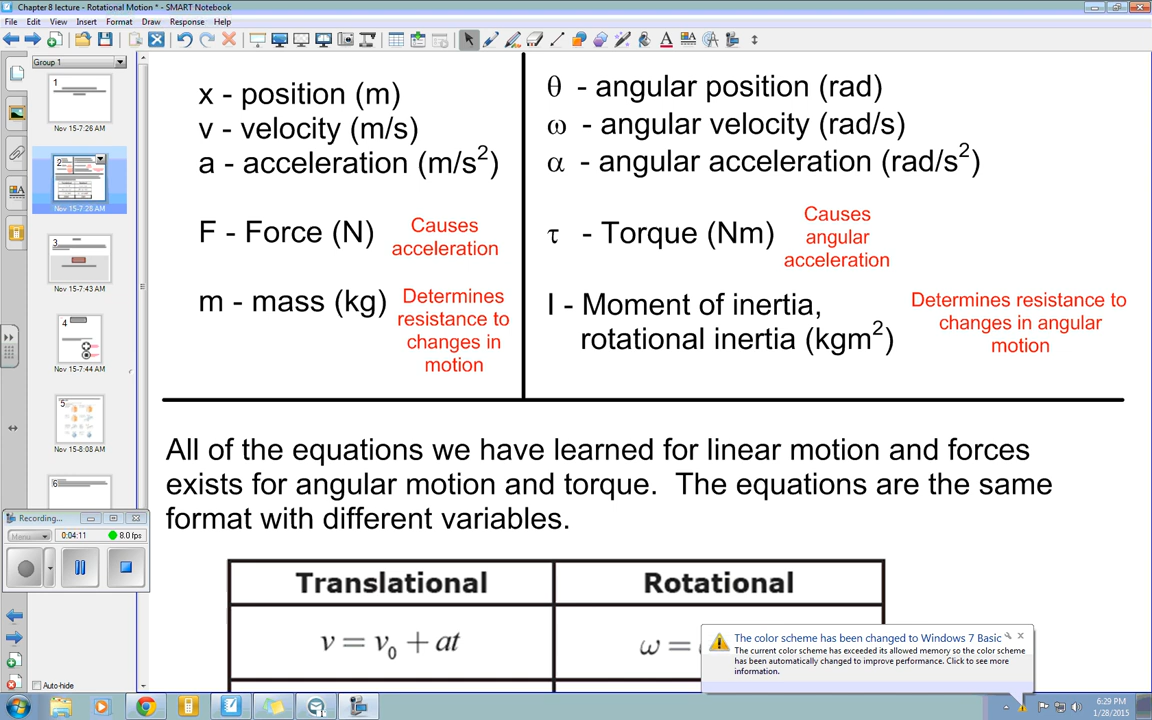 Chapter 8 lecture - Rotational Motion * - SMART Notebook
File Edit View Insert Format Draw Response Help
Group 1
1
Nov 15-7:26 AM
2
Nov 15-7:28 AM
3
Nov 15-7:43 AM
4
Nov 15-7:44 AM
5
Nov 15-8:08 AM
6
x - position (m)
v - velocity (m/s)
a - acceleration (m/s²)
F - Force (N)
Causes
acceleration
m - mass (kg)
Determines
resistance to
changes in
motion
θ - angular position (rad)
ω - angular velocity (rad/s)
α - angular acceleration (rad/s²)
τ - Torque (Nm)
Causes
angular
acceleration
I - Moment of inertia,
rotational inertia (kgm²)
Determines resistance to
changes in angular
motion
All of the equations we have learned for linear motion and forces
exists for angular motion and torque. The equations are the same
format with different variables.
Translational Rotational
v = v₀ + at
ω =
Recording...
Menu
0:04:11
8.0 fps
Auto-hide
The color scheme has been changed to Windows 7 Basic
The current color scheme has exceeded its allowed memory so the color scheme
has been automatically changed to improve performance. Click to see more
information.
6:29 PM
1/28/2015